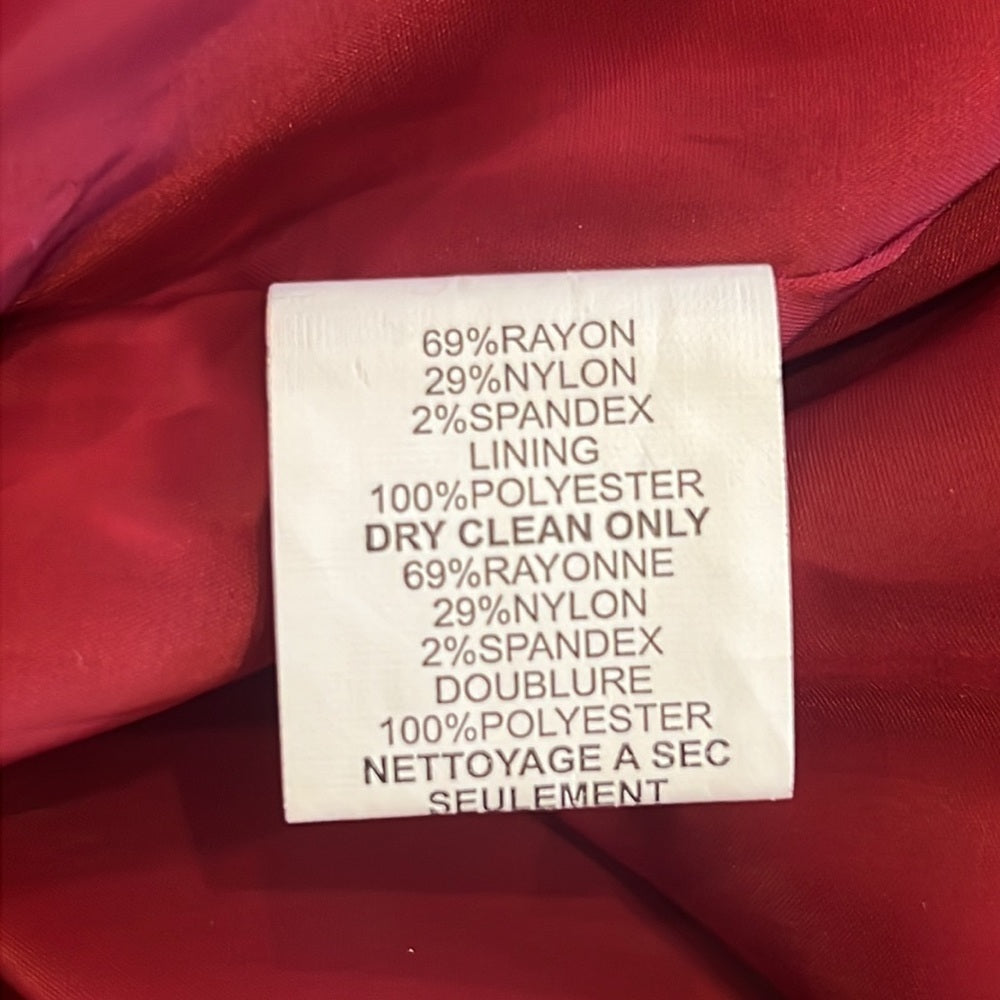 69%RAYON
29%NYLON
2%SPANDEX
LINING
100%POLYESTER
DRY CLEAN ONLY
69%RAYONNE
29%NYLON
2%SPANDEX
DOUBLURE
100%POLYESTER
NETTOYAGE A SEC
SEULEMENT